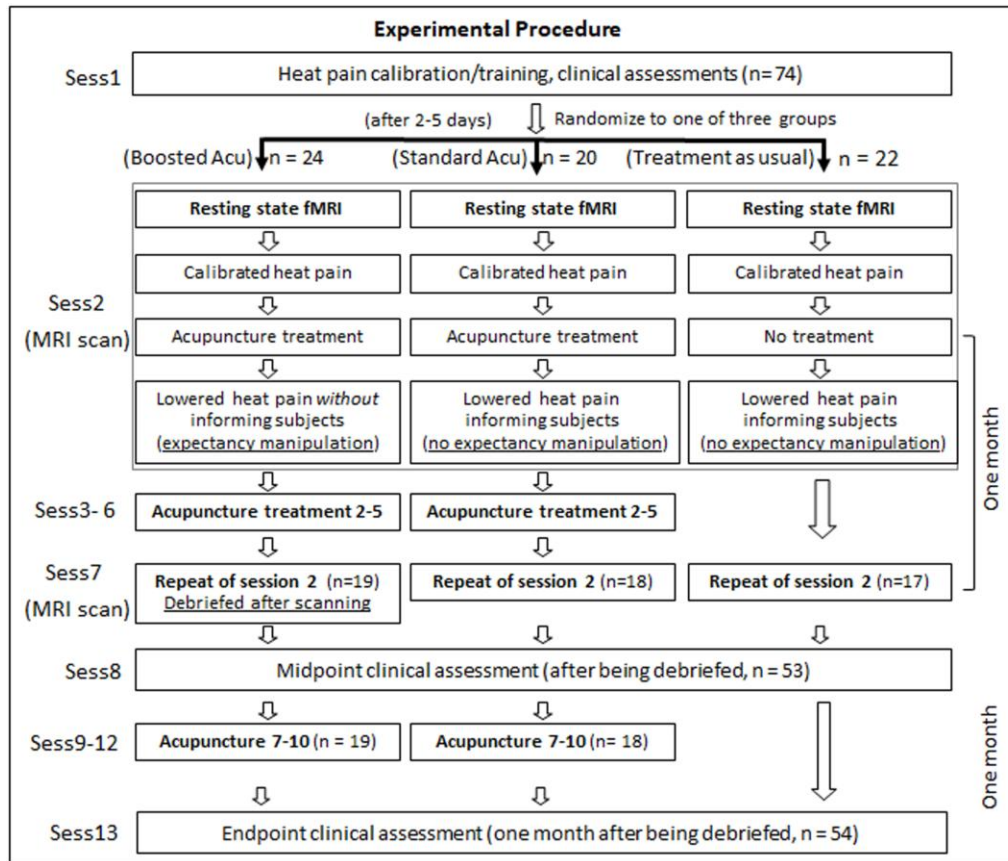 Experimental Procedure
Sess1
Heat pain calibration/training, clinical assessments (n= 74)
(after 2-5 days)
Randomize to one of three groups
(Boosted Acu) n = 24
(Standard Acu) n = 20
(Treatment as usual) n = 22
Sess2
(MRI scan)
Resting state fMRI
Resting state fMRI
Resting state fMRI
Calibrated heat pain
Calibrated heat pain
Calibrated heat pain
Acupuncture treatment
Acupuncture treatment
No treatment
Lowered heat pain without
informing subjects
(expectancy manipulation)
Lowered heat pain
informing subjects
(no expectancy manipulation)
Lowered heat pain
informing subjects
(no expectancy manipulation)
One month
Sess3- 6
Acupuncture treatment 2-5
Acupuncture treatment 2-5
Sess7
(MRI scan)
Repeat of session 2 (n=19)
Debriefed after scanning
Repeat of session 2 (n=18)
Repeat of session 2 (n=17)
Sess8
Midpoint clinical assessment (after being debriefed, n = 53)
Sess9-12
Acupuncture 7-10 (n = 19)
Acupuncture 7-10 (n= 18)
One month
Sess13
Endpoint clinical assessment (one month after being debriefed, n = 54)